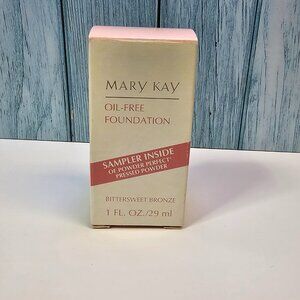 MARY KAY
OIL-FREE
FOUNDATION
SAMPLER INSIDE
OF POWDER PERFECT®
PRESSED POWDER
BITTERSWEET BRONZE
1 FL. OZ./29 ml